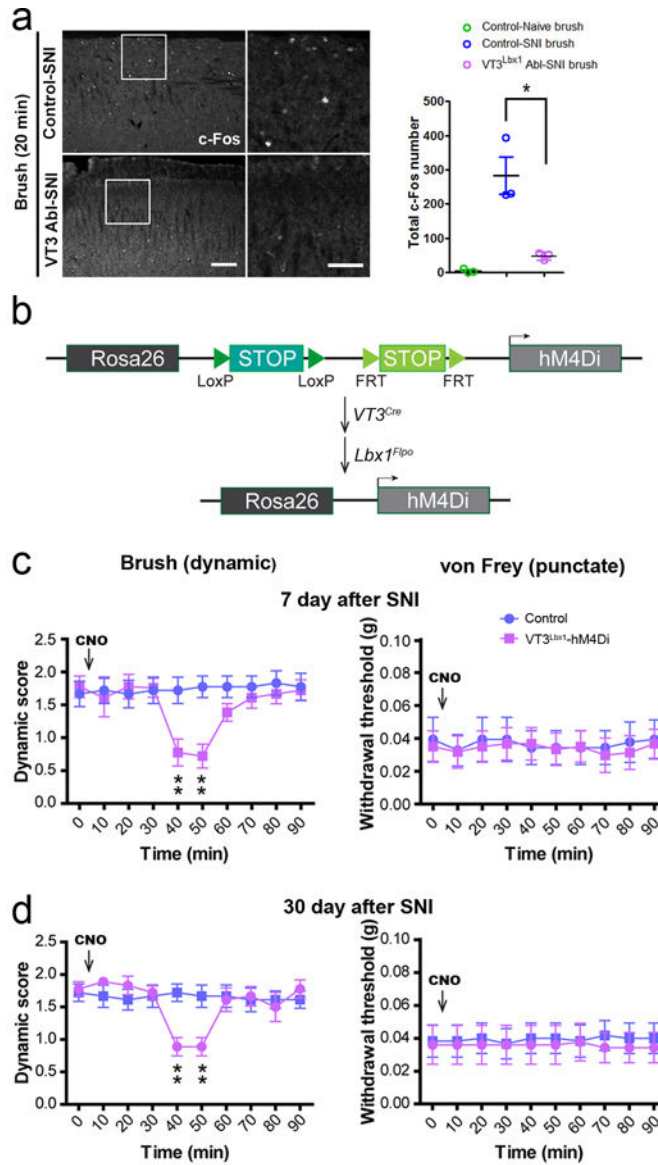 a
Control-SNI
VT3 Abl-SNI
Brush (20 min)
c-Fos
Control-Naive brush
Control-SNI brush
VT3Lbx1 Abl-SNI brush
*
500
400
300
200
100
0
Total c-Fos number
b
Rosa26 STOP STOP hM4Di
LoxP LoxP FRT FRT
VT3Cre
Lbx1Flpo
Rosa26 hM4Di
c
Brush (dynamic) von Frey (punctate)
7 day after SNI
Control
VT3Lbx1-hM4Di
CNO
2.5
2.0
1.5
1.0
0.5
0.0
Dynamic score
** **
0 10 20 30 40 50 60 70 80 90
Time (min)
CNO
0.10
0.08
0.06
0.04
0.02
0.00
Withdrawal threshold (g)
0 10 20 30 40 50 60 70 80 90
Time (min)
d
30 day after SNI
CNO
2.5
2.0
1.5
1.0
0.5
0.0
Dynamic score
** **
0 10 20 30 40 50 60 70 80 90
Time (min)
CNO
0.10
0.08
0.06
0.04
0.02
0.00
Withdrawal threshold (g)
0 10 20 30 40 50 60 70 80 90
Time (min)